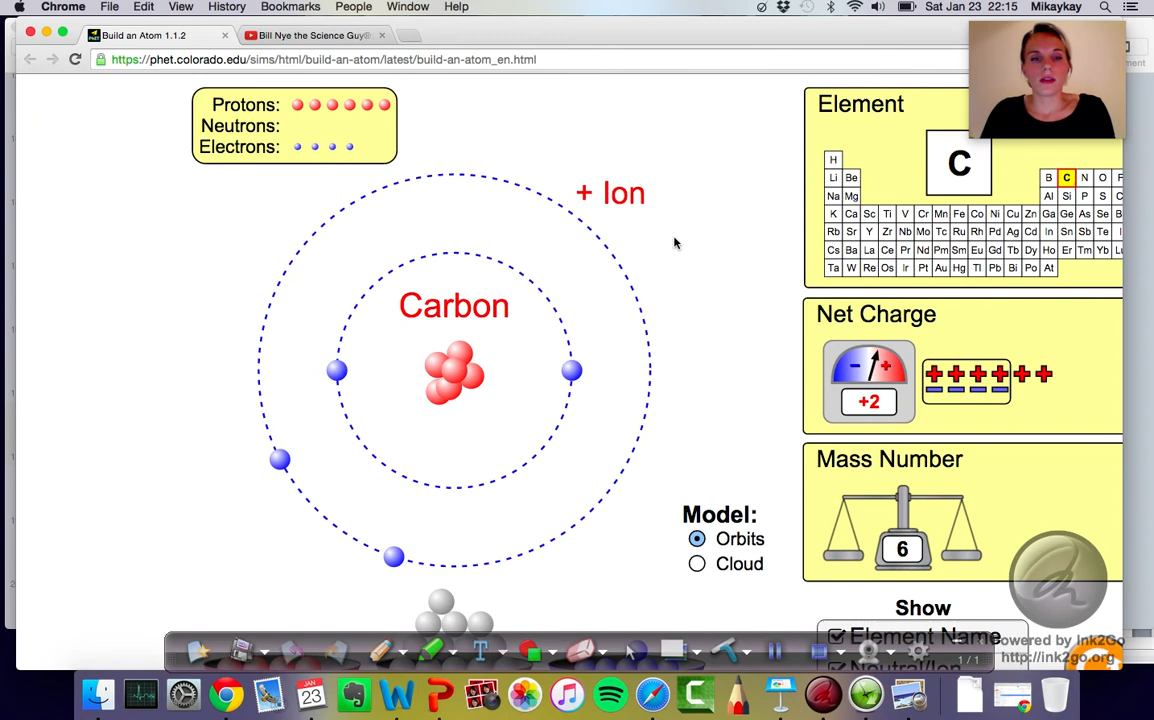 Chrome File Edit View History Bookmarks People Window Help Sat Jan 23 22:15 Mikaykay
Build an Atom 1.1.2
Bill Nye the Science Guy®
https://phet.colorado.edu/sims/html/build-an-atom/latest/build-an-atom_en.html
Protons:
Neutrons:
Electrons:
+ Ion
Carbon
Element
C
H
Li Be B C N O F
Na Mg Al Si P S C
K Ca Sc Ti V Cr Mn Fe Co Ni Cu Zn Ga Ge As Se B
Rb Sr Y Zr Nb Mo Tc Ru Rh Pd Ag Cd In Sn Sb Te I
Cs Ba La Ce Pr Nd Pm Sm Eu Gd Tb Dy Ho Er Tm Yb Lu
Ta W Re Os Ir Pt Au Hg Tl Pb Bi Po At
Net Charge
- +
+2
+ + + + + +
- - - -
Mass Number
6
Model:
Orbits
Cloud
Show
Element Name
Neutral/Ion
1 / 1
Powered by Ink2Go
http://ink2go.org
JAN
23